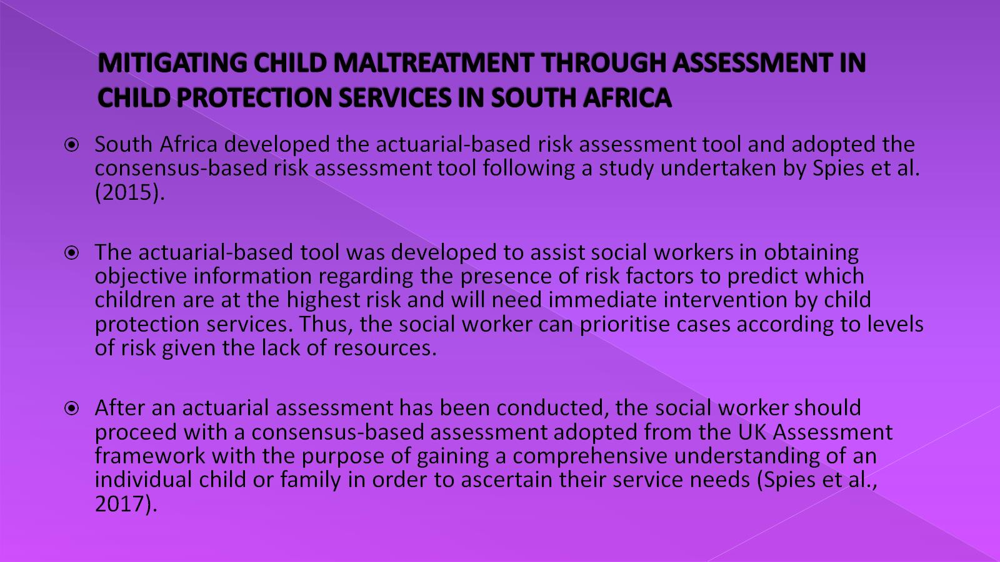 MITIGATING CHILD MALTREATMENT THROUGH ASSESSMENT IN
CHILD PROTECTION SERVICES IN SOUTH AFRICA
South Africa developed the actuarial-based risk assessment tool and adopted the
consensus-based risk assessment tool following a study undertaken by Spies et al.
(2015).
The actuarial-based tool was developed to assist social workers in obtaining
objective information regarding the presence of risk factors to predict which
children are at the highest risk and will need immediate intervention by child
protection services. Thus, the social worker can prioritise cases according to levels
of risk given the lack of resources.
After an actuarial assessment has been conducted, the social worker should
proceed with a consensus-based assessment adopted from the UK Assessment
framework with the purpose of gaining a comprehensive understanding of an
individual child or family in order to ascertain their service needs (Spies et al.,
2017).